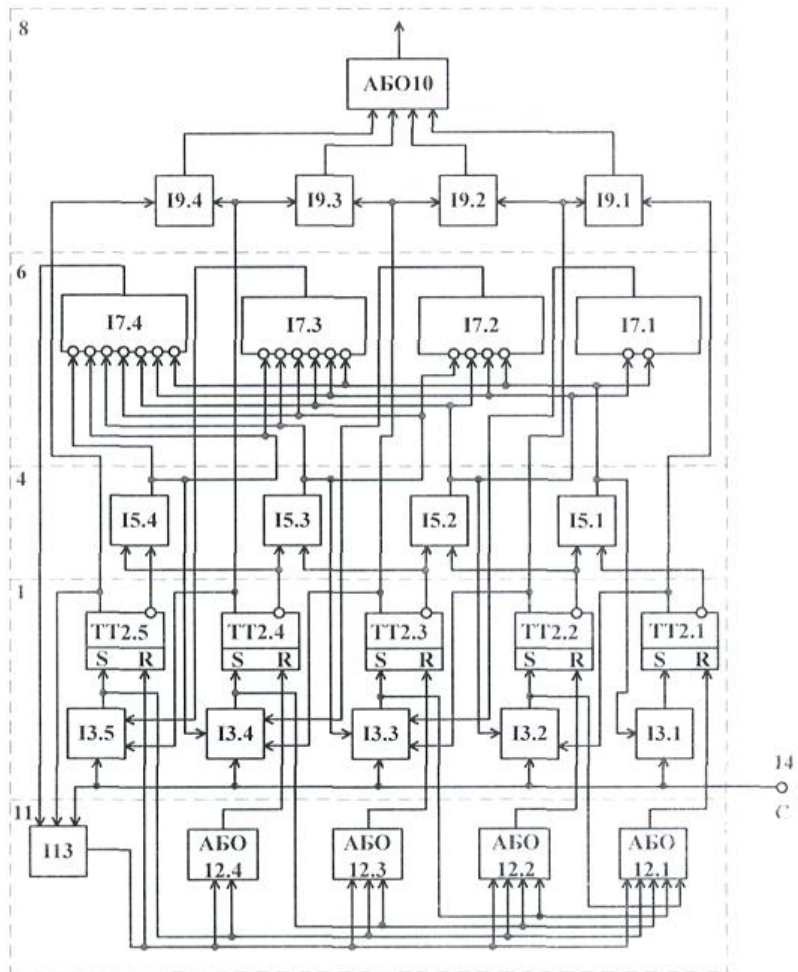 8
АБО10
І9.4 І9.3 І9.2 І9.1
6
І7.4 І7.3 І7.2 І7.1
4
І5.4 І5.3 І5.2 І5.1
1
ТТ2.5 ТТ2.4 ТТ2.3 ТТ2.2 ТТ2.1
S R S R S R S R S R
І3.5 І3.4 І3.3 І3.2 І3.1
14
С
11
І13
АБО АБО АБО АБО
12.4 12.3 12.2 12.1